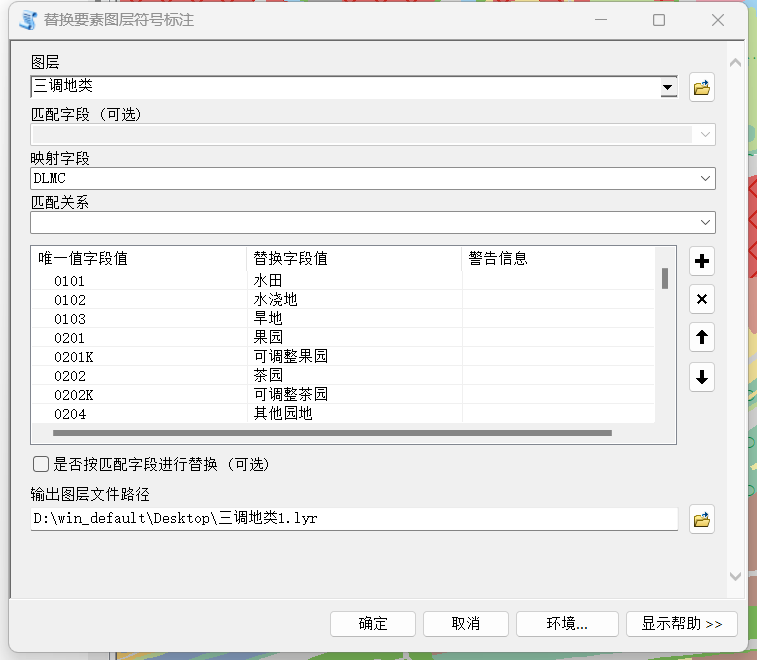 替换要素图层符号标注
图层
三调地类
匹配字段（可选）
映射字段
DLMC
匹配关系
唯一值字段值 替换字段值 警告信息
0101 水田
0102 水浇地
0103 旱地
0201 果园
0201K 可调整果园
0202 茶园
0202K 可调整茶园
0204 其他园地
是否按匹配字段进行替换（可选）
输出图层文件路径
D:\win_default\Desktop\三调地类1.lyr
确定 取消 环境... 显示帮助 >>